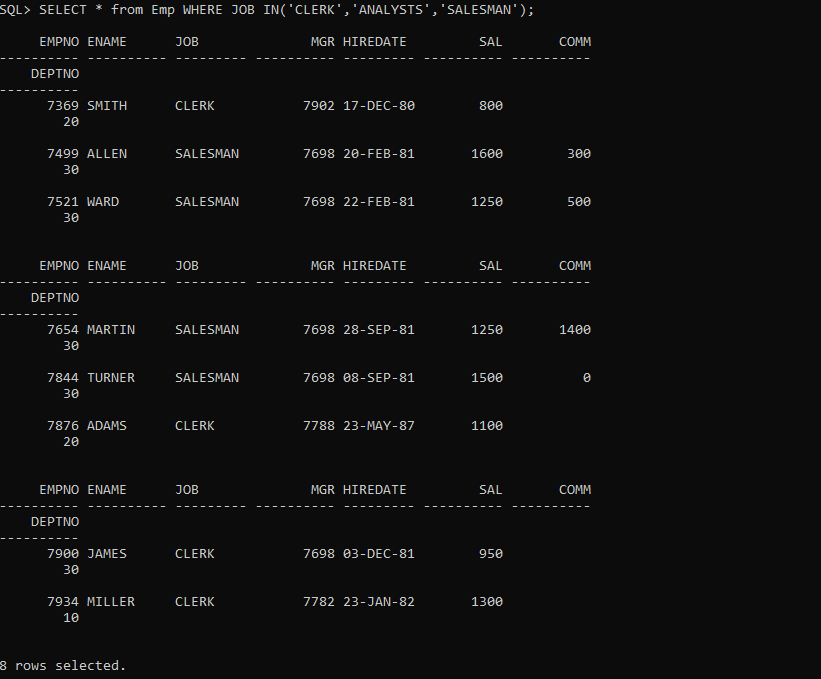 SQL> SELECT * from Emp WHERE JOB IN('CLERK','ANALYSTS','SALESMAN');
     EMPNO ENAME      JOB              MGR HIREDATE         SAL       COMM
---------- ---------- --------- ---------- --------- ---------- ----------
    DEPTNO
----------
      7369 SMITH      CLERK           7902 17-DEC-80        800
        20
      7499 ALLEN      SALESMAN        7698 20-FEB-81       1600        300
        30
      7521 WARD       SALESMAN        7698 22-FEB-81       1250        500
        30
     EMPNO ENAME      JOB              MGR HIREDATE         SAL       COMM
---------- ---------- --------- ---------- --------- ---------- ----------
    DEPTNO
----------
      7654 MARTIN     SALESMAN        7698 28-SEP-81       1250       1400
        30
      7844 TURNER     SALESMAN        7698 08-SEP-81       1500          0
        30
      7876 ADAMS      CLERK           7788 23-MAY-87       1100
        20
     EMPNO ENAME      JOB              MGR HIREDATE         SAL       COMM
---------- ---------- --------- ---------- --------- ---------- ----------
    DEPTNO
----------
      7900 JAMES      CLERK           7698 03-DEC-81        950
        30
      7934 MILLER     CLERK           7782 23-JAN-82       1300
        10
8 rows selected.